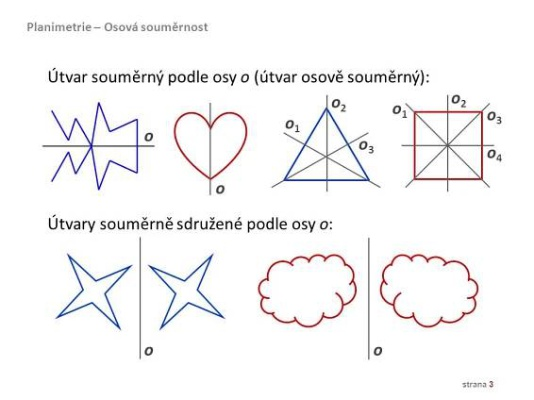 Planimetrie – Osová souměrnost
Útvar souměrný podle osy o (útvar osově souměrný):
o
o
o₁
o₂
o₃
o₁
o₂
o₃
o₄
Útvary souměrně sdružené podle osy o:
o
o
strana 3